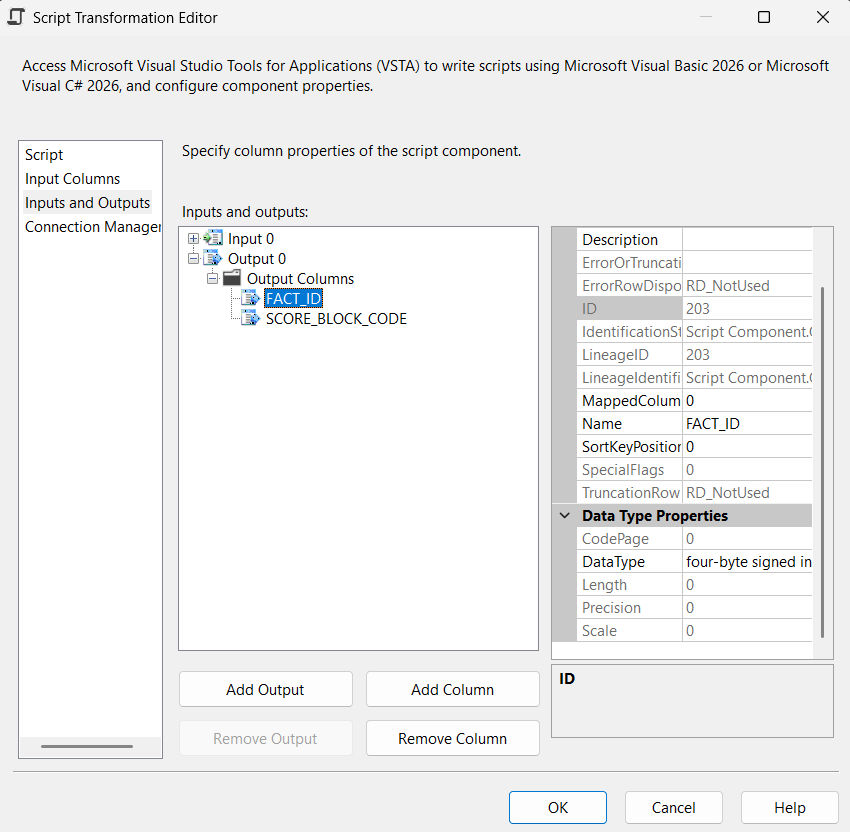 Script Transformation Editor
Access Microsoft Visual Studio Tools for Applications (VSTA) to write scripts using Microsoft Visual Basic 2026 or Microsoft
Visual C# 2026, and configure component properties.
Script
Input Columns
Inputs and Outputs
Connection Manager
Specify column properties of the script component.
Inputs and outputs:
Input 0
Output 0
Output Columns
FACT_ID
SCORE_BLOCK_CODE
Description
ErrorOrTruncati
ErrorRowDispo RD_NotUsed
ID 203
IdentificationSt Script Component.
LineageID 203
LineageIdentifi Script Component.
MappedColum 0
Name FACT_ID
SortKeyPosition 0
SpecialFlags 0
TruncationRow RD_NotUsed
Data Type Properties
CodePage 0
DataType four-byte signed in
Length 0
Precision 0
Scale 0
Add Output Add Column
Remove Output Remove Column
ID
OK Cancel Help